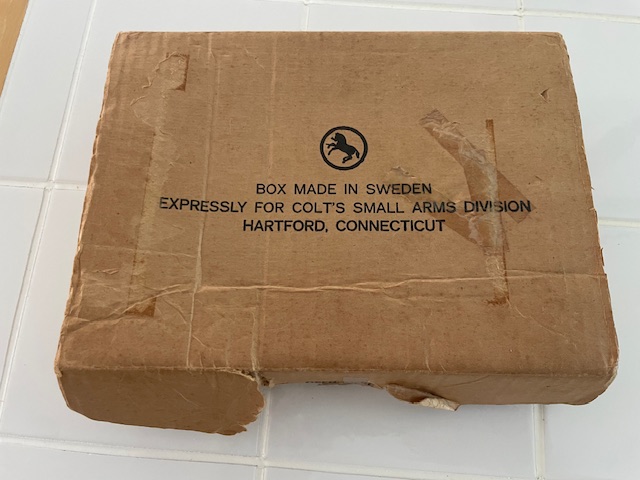 BOX MADE IN SWEDEN
EXPRESSLY FOR COLT'S SMALL ARMS DIVISION
HARTFORD, CONNECTICUT